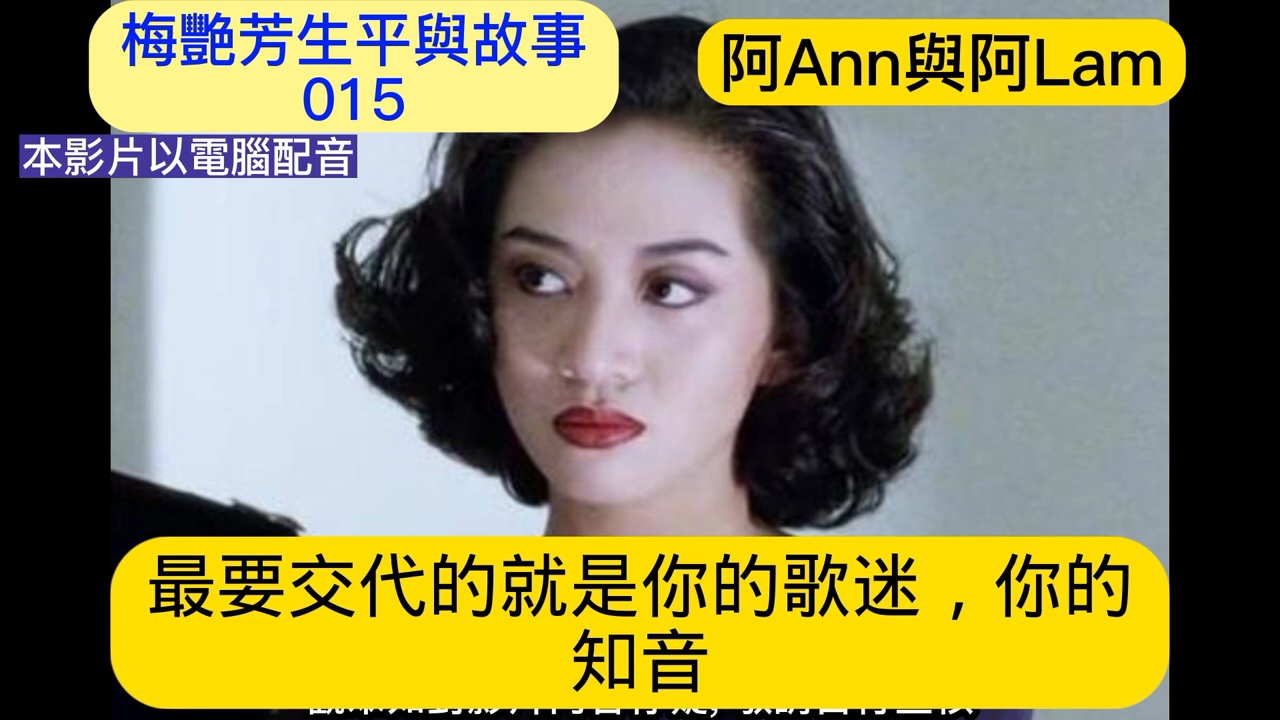 梅艷芳生平與故事
015
阿Ann與阿Lam
本影片以電腦配音
最要交代的就是你的歌迷，你的
知音